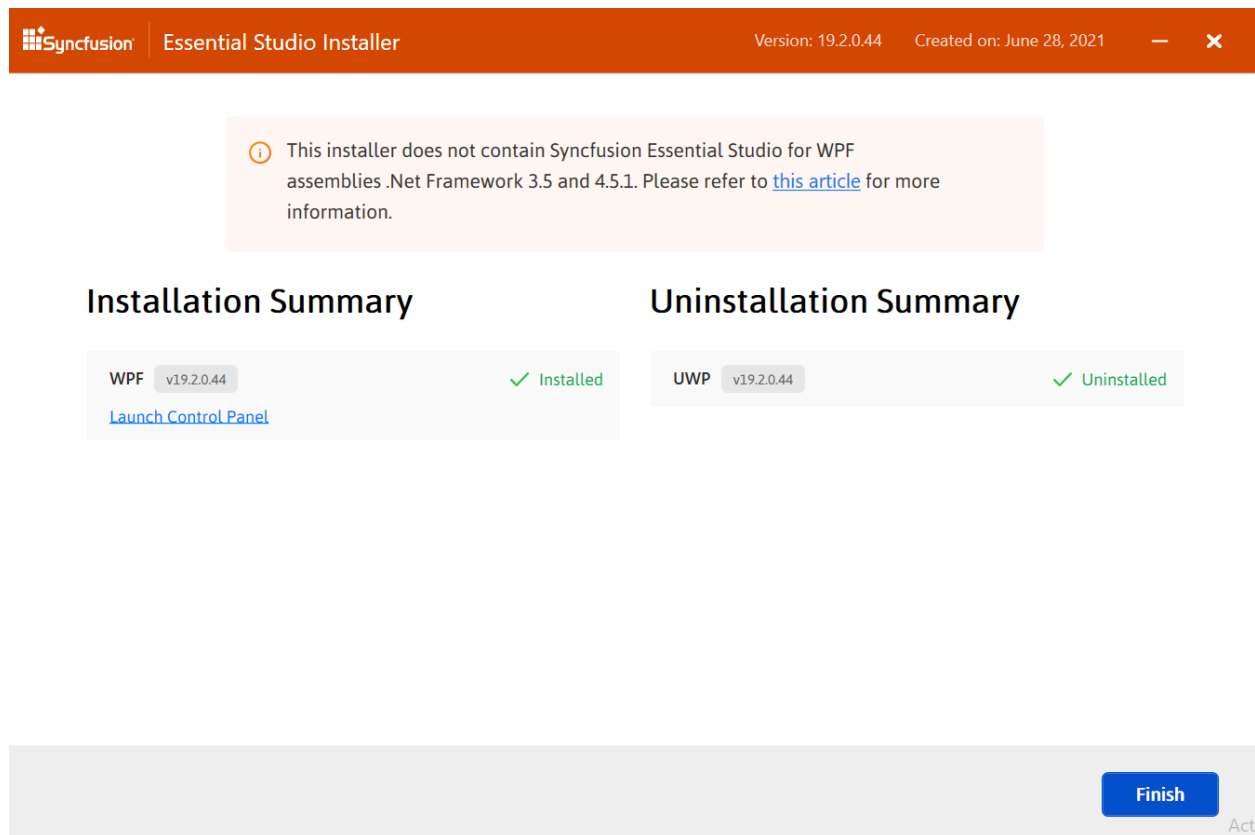 Syncfusion Essential Studio Installer Version: 19.2.0.44 Created on: June 28, 2021
This installer does not contain Syncfusion Essential Studio for WPF
assemblies .Net Framework 3.5 and 4.5.1. Please refer to this article for more
information.
Installation Summary
WPF v19.2.0.44 Installed
Launch Control Panel
Uninstallation Summary
UWP v19.2.0.44 Uninstalled
Finish
Act